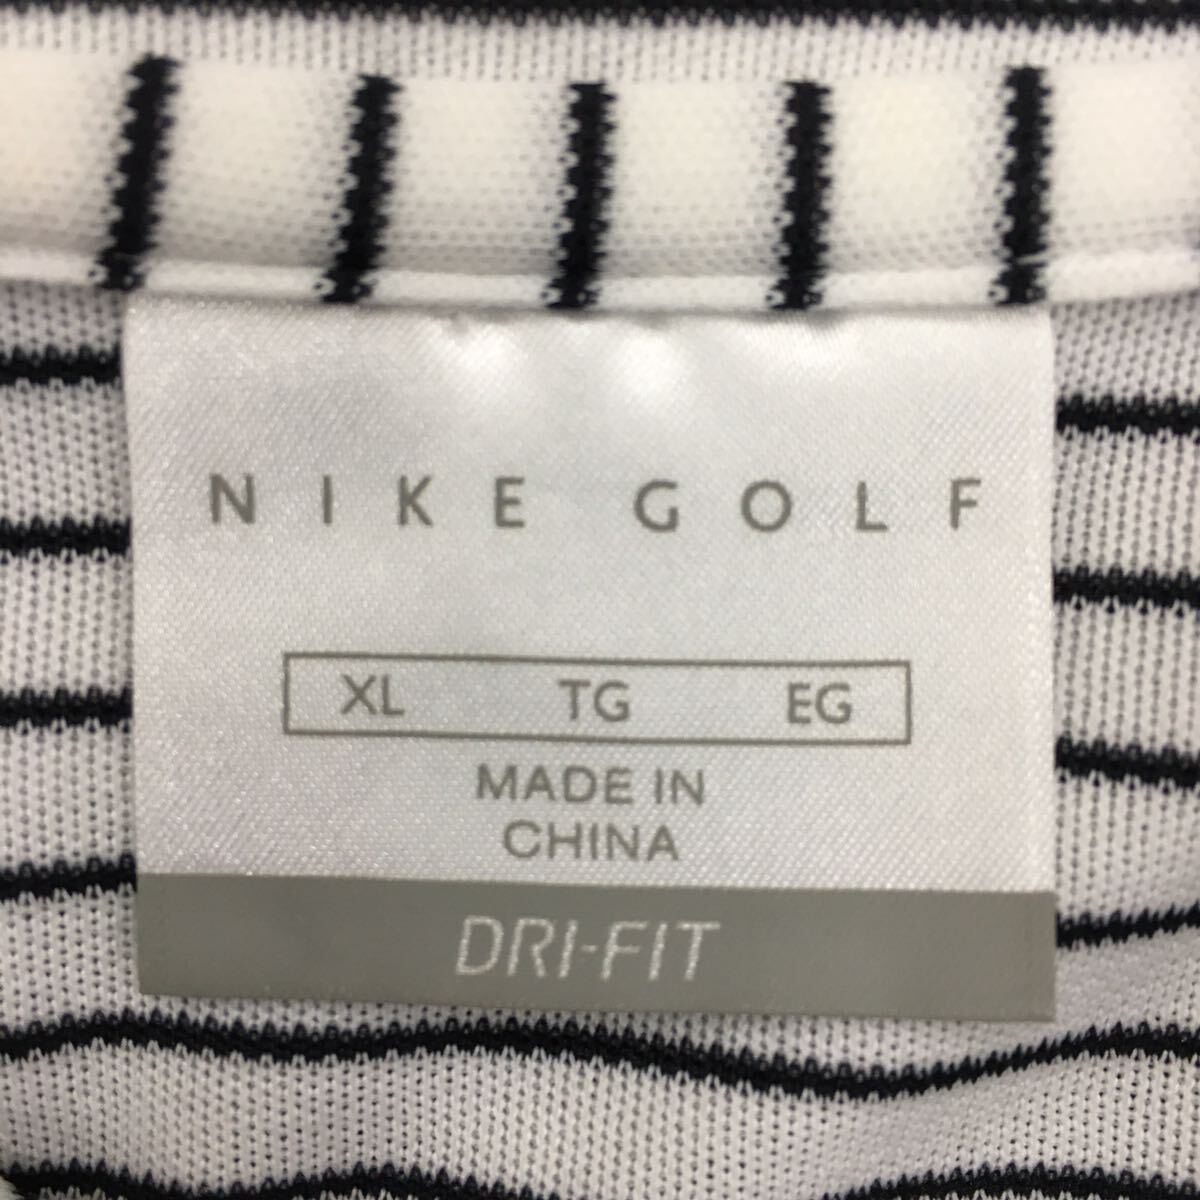 NIKE GOLF
XL TG EG
MADE IN
CHINA
DRI-FIT